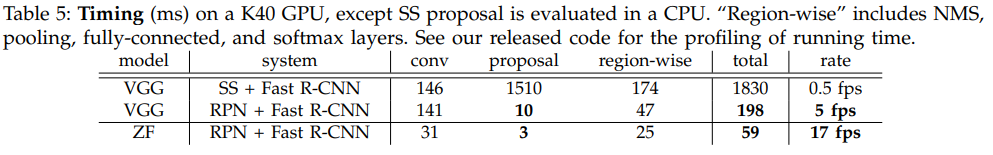 Table 5: Timing (ms) on a K40 GPU, except SS proposal is evaluated in a CPU. “Region-wise” includes NMS,
pooling, fully-connected, and softmax layers. See our released code for the profiling of running time.
model system conv proposal region-wise total rate
VGG SS + Fast R-CNN 146 1510 174 1830 0.5 fps
VGG RPN + Fast R-CNN 141 10 47 198 5 fps
ZF RPN + Fast R-CNN 31 3 25 59 17 fps